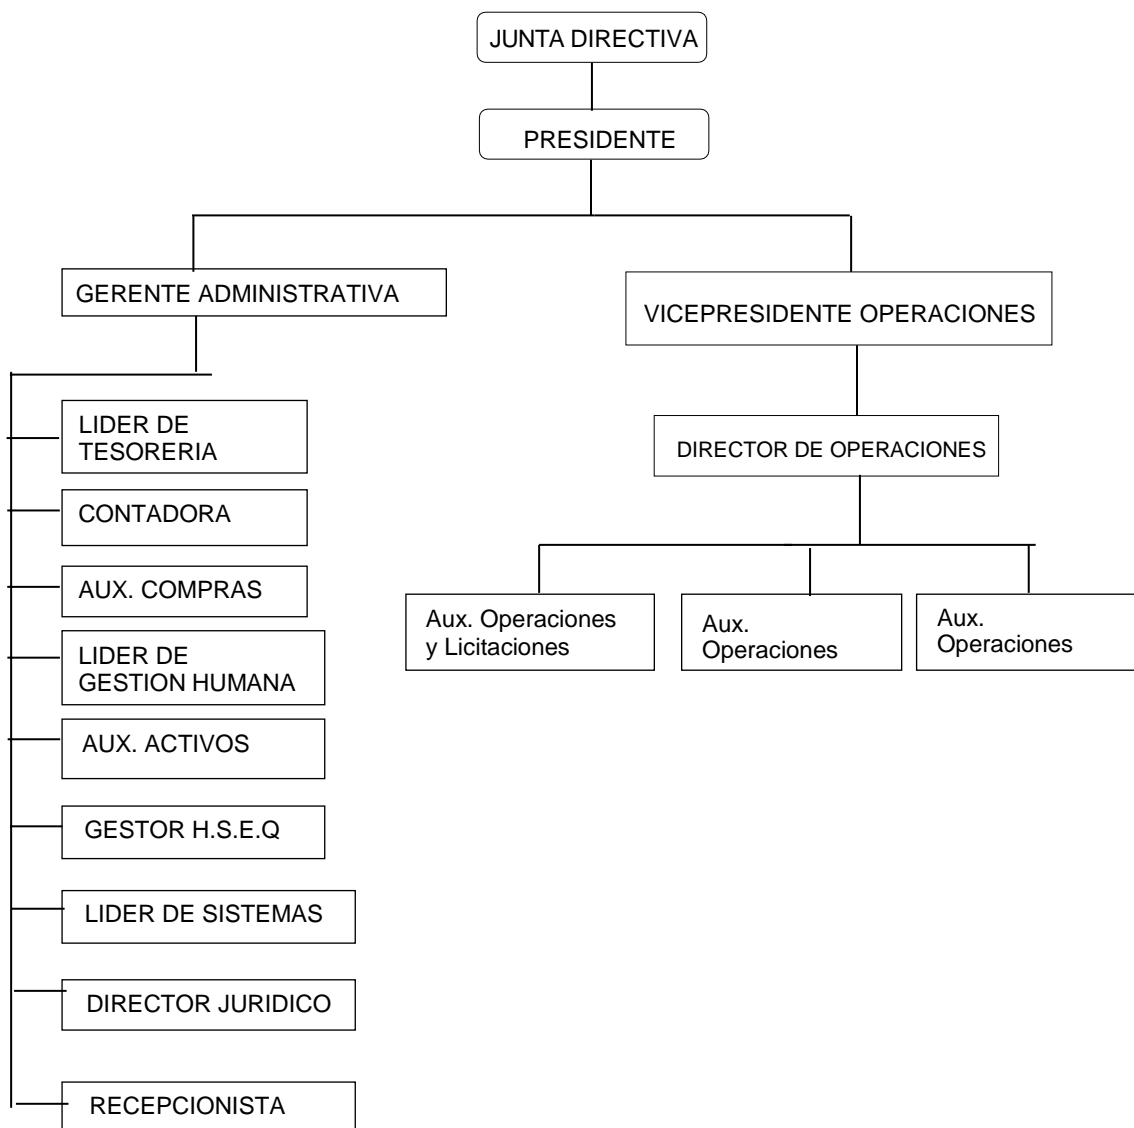 JUNTA DIRECTIVA
PRESIDENTE
GERENTE ADMINISTRATIVA
VICEPRESIDENTE OPERACIONES
LIDER DE
TESORERIA
CONTADORA
AUX. COMPRAS
LIDER DE
GESTION HUMANA
AUX. ACTIVOS
GESTOR H.S.E.Q
LIDER DE SISTEMAS
DIRECTOR JURIDICO
RECEPCIONISTA
DIRECTOR DE OPERACIONES
Aux. Operaciones
y Licitaciones
Aux.
Operaciones
Aux.
Operaciones